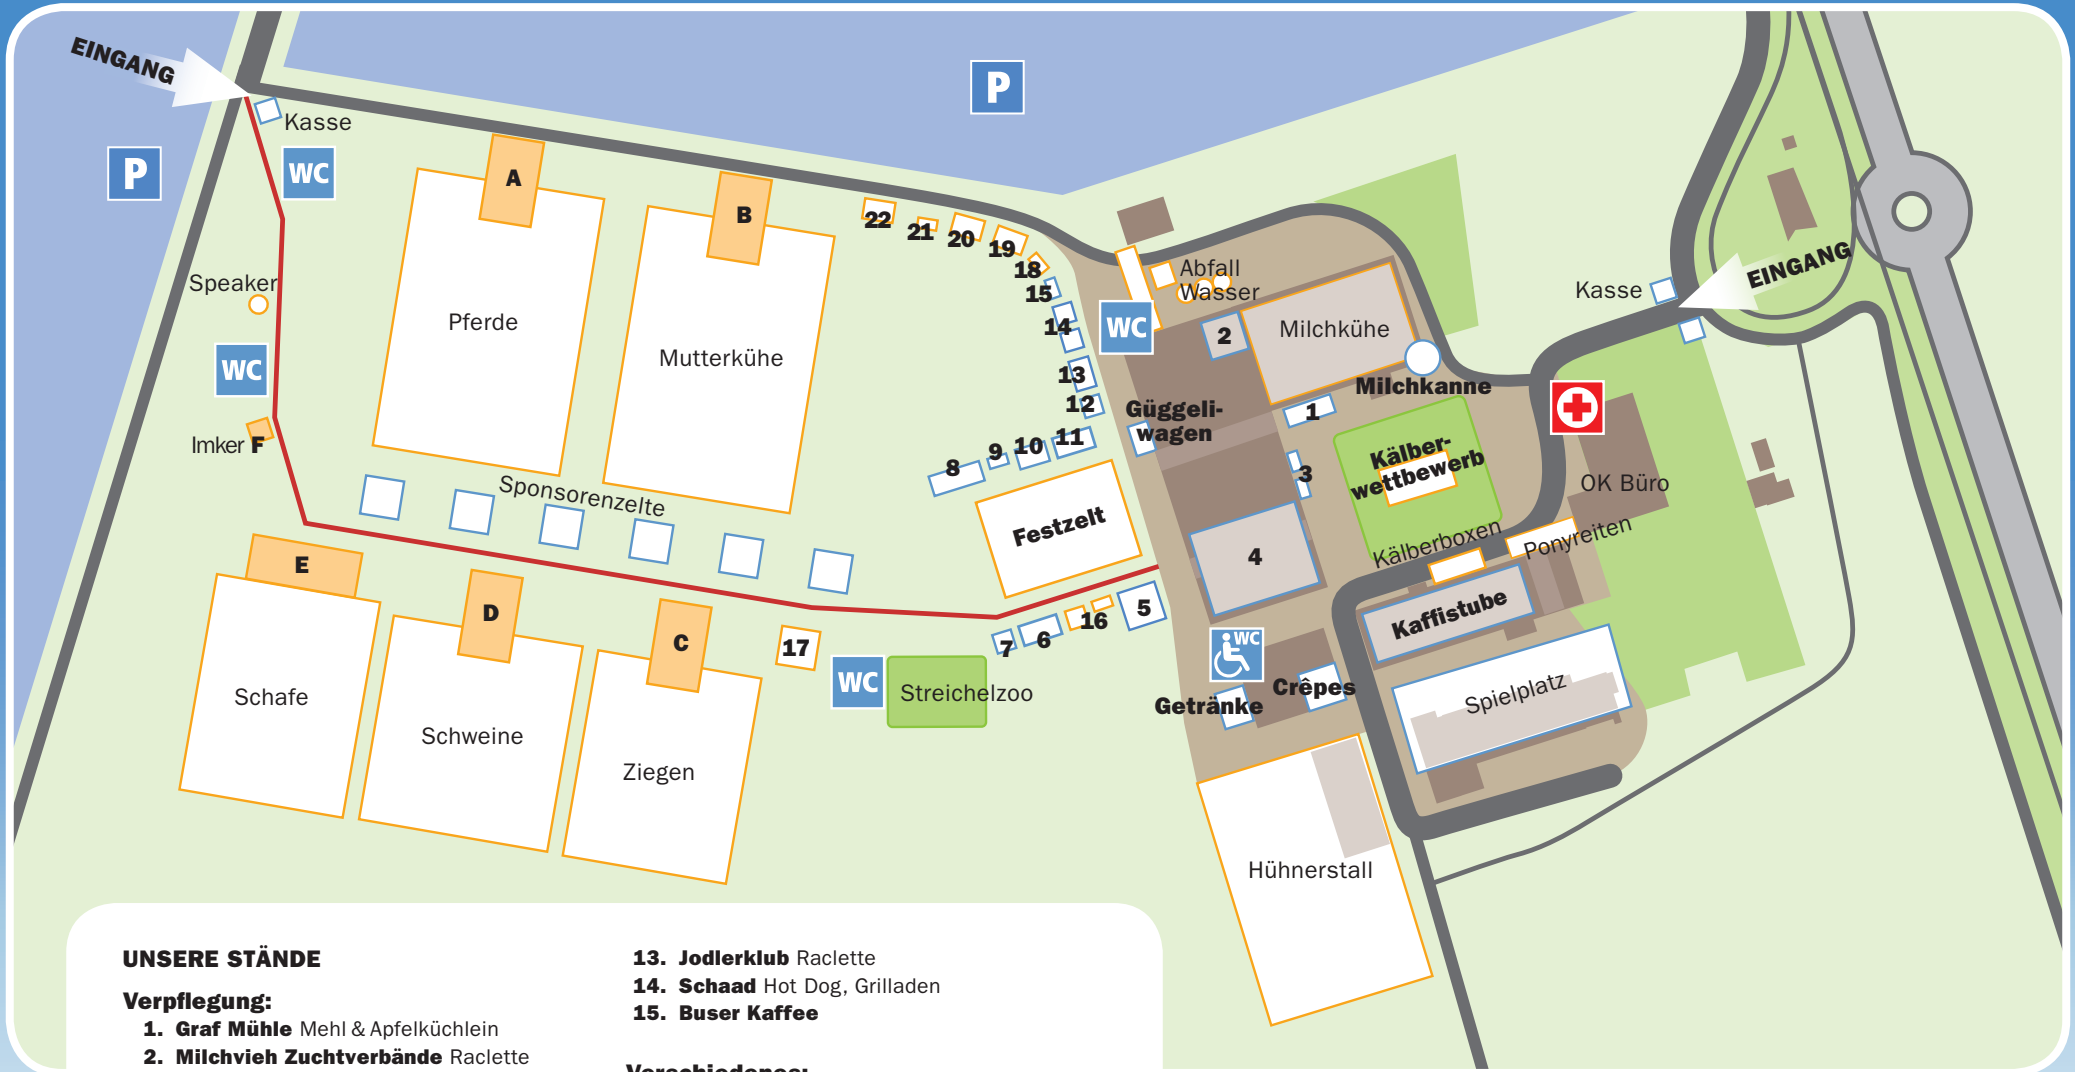 EINGANG
P
Kasse
WC
P
A
B
22
21
20
19
18
15
14
13
12
11
10
9
8
Abfall
Wasser
WC
2
Milchkühe
Milchkanne
1
Kasse
EINGANG
Speaker
WC
Imker F
Pferde
Mutterkühe
Sponsorenzelte
Güggeli-
wagen
3
Kälber-
wettbewerb
OK Büro
Festzelt
4
Kälberboxen
Ponyreiten
Kaffistube
E
D
C
17
7
6
16
5
WC
Streichelzoo
WC
Getränke
Crêpes
Spielplatz
Schafe
Schweine
Ziegen
Hühnerstall
UNSERE STÄNDE
Verpflegung:
1. Graf Mühle Mehl & Apfelküchlein
2. Milchvieh Zuchtverbände Raclette
13. Jodlerklub Raclette
14. Schaad Hot Dog, Grilladen
15. Buser Kaffee
Verschiedenes: